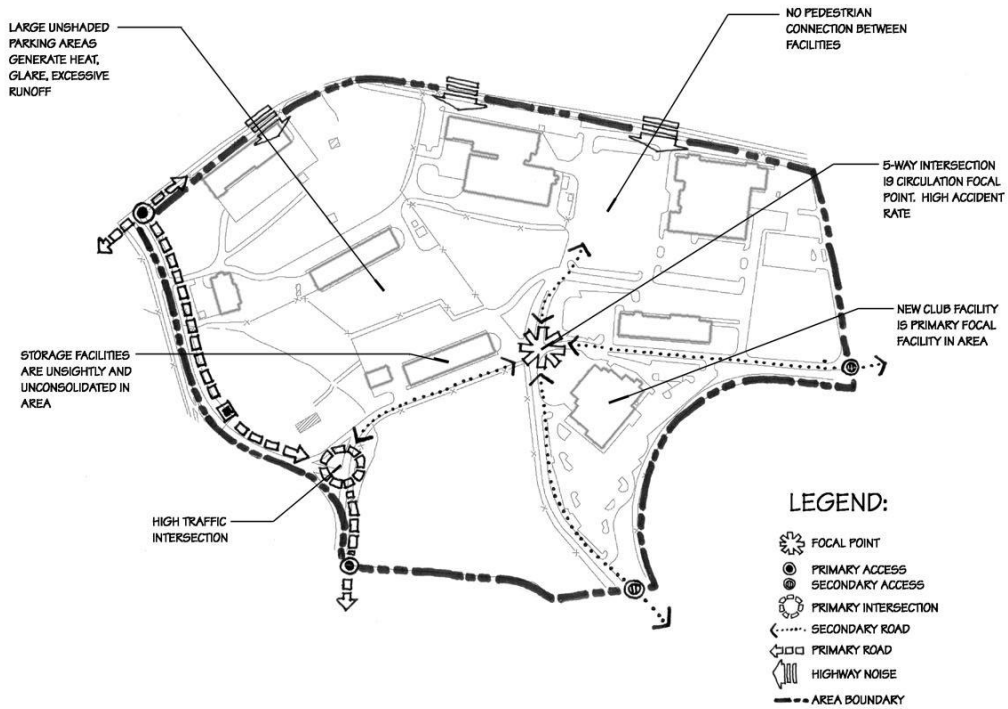 LARGE UNSHADED
PARKING AREAS
GENERATE HEAT,
GLARE, EXCESSIVE
RUNOFF
NO PEDESTRIAN
CONNECTION BETWEEN
FACILITIES
5-WAY INTERSECTION
IS CIRCULATION FOCAL
POINT. HIGH ACCIDENT
RATE
NEW CLUB FACILITY
IS PRIMARY FOCAL
FACILITY IN AREA
STORAGE FACILITIES
ARE UNSIGHTLY AND
UNCONSOLIDATED IN
AREA
HIGH TRAFFIC
INTERSECTION
LEGEND:
FOCAL POINT
PRIMARY ACCESS
SECONDARY ACCESS
PRIMARY INTERSECTION
SECONDARY ROAD
PRIMARY ROAD
HIGHWAY NOISE
AREA BOUNDARY